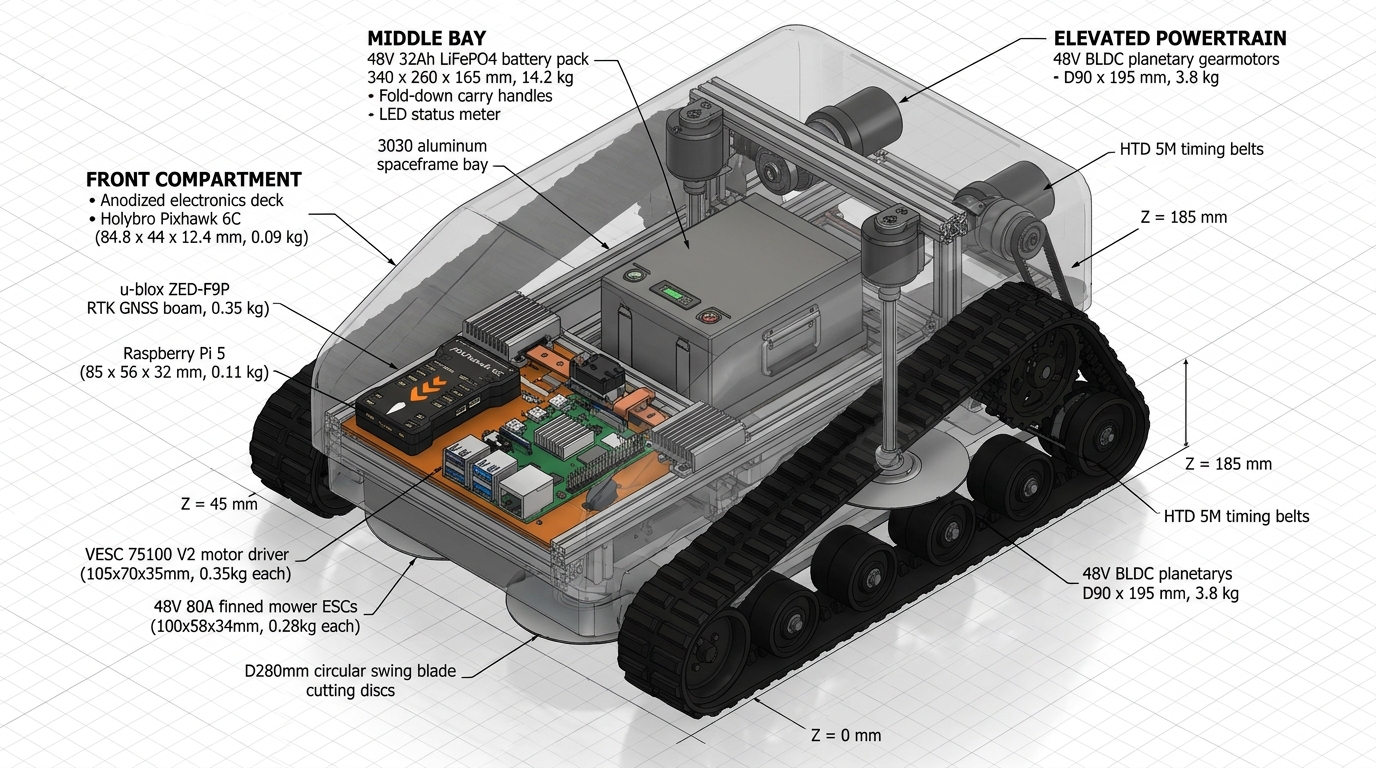 MIDDLE BAY
48V 32Ah LiFePO4 battery pack
340 x 260 x 165 mm, 14.2 kg
• Fold-down carry handles
• LED status meter
3030 aluminum
spaceframe bay
ELEVATED POWERTRAIN
48V BLDC planetary gearmotors
- D90 x 195 mm, 3.8 kg
HTD 5M timing belts
Z = 185 mm
FRONT COMPARTMENT
• Anodized electronics deck
• Holybro Pixhawk 6C
(84.8 x 44 x 12.4 mm, 0.09 kg)
u-blox ZED-F9P
RTK GNSS boam, 0.35 kg)
Raspberry Pi 5
(85 x 56 x 32 mm, 0.11 kg)
Z = 45 mm
VESC 75100 V2 motor driver
(105x70x35mm, 0.35kg each)
48V 80A finned mower ESCs
(100x58x34mm, 0.28kg each)
D280mm circular swing blade
cutting discs
Z = 185 mm
HTD 5M timing belts
48V BLDC planetarys
D90 x 195 mm, 3.8 kg
Z = 0 mm